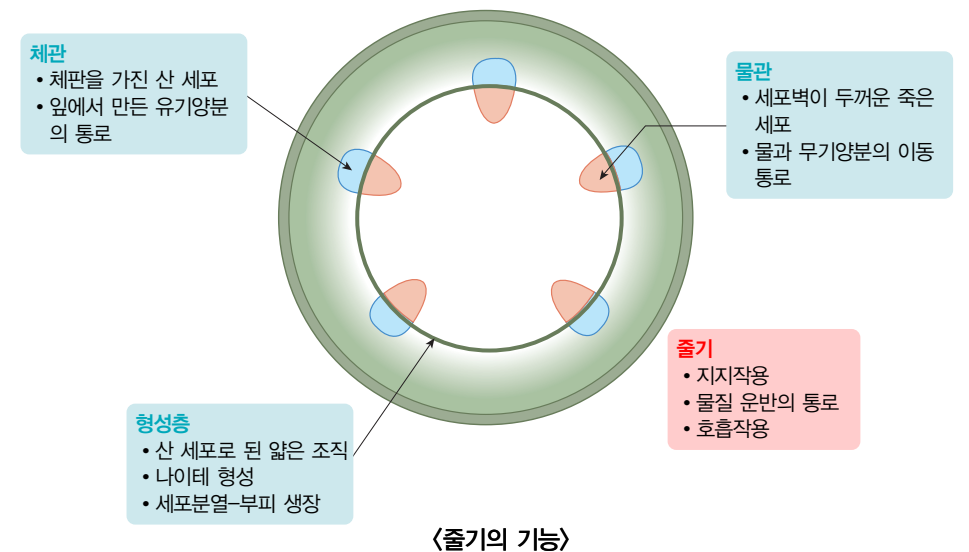 체관
• 체판을 가진 산 세포
• 잎에서 만든 유기양분
의 통로
물관
• 세포벽이 두꺼운 죽은
세포
• 물과 무기양분의 이동
통로
줄기
• 지지작용
• 물질 운반의 통로
• 호흡작용
형성층
• 산 세포로 된 얇은 조직
• 나이테 형성
• 세포분열–부피 생장
〈줄기의 기능〉